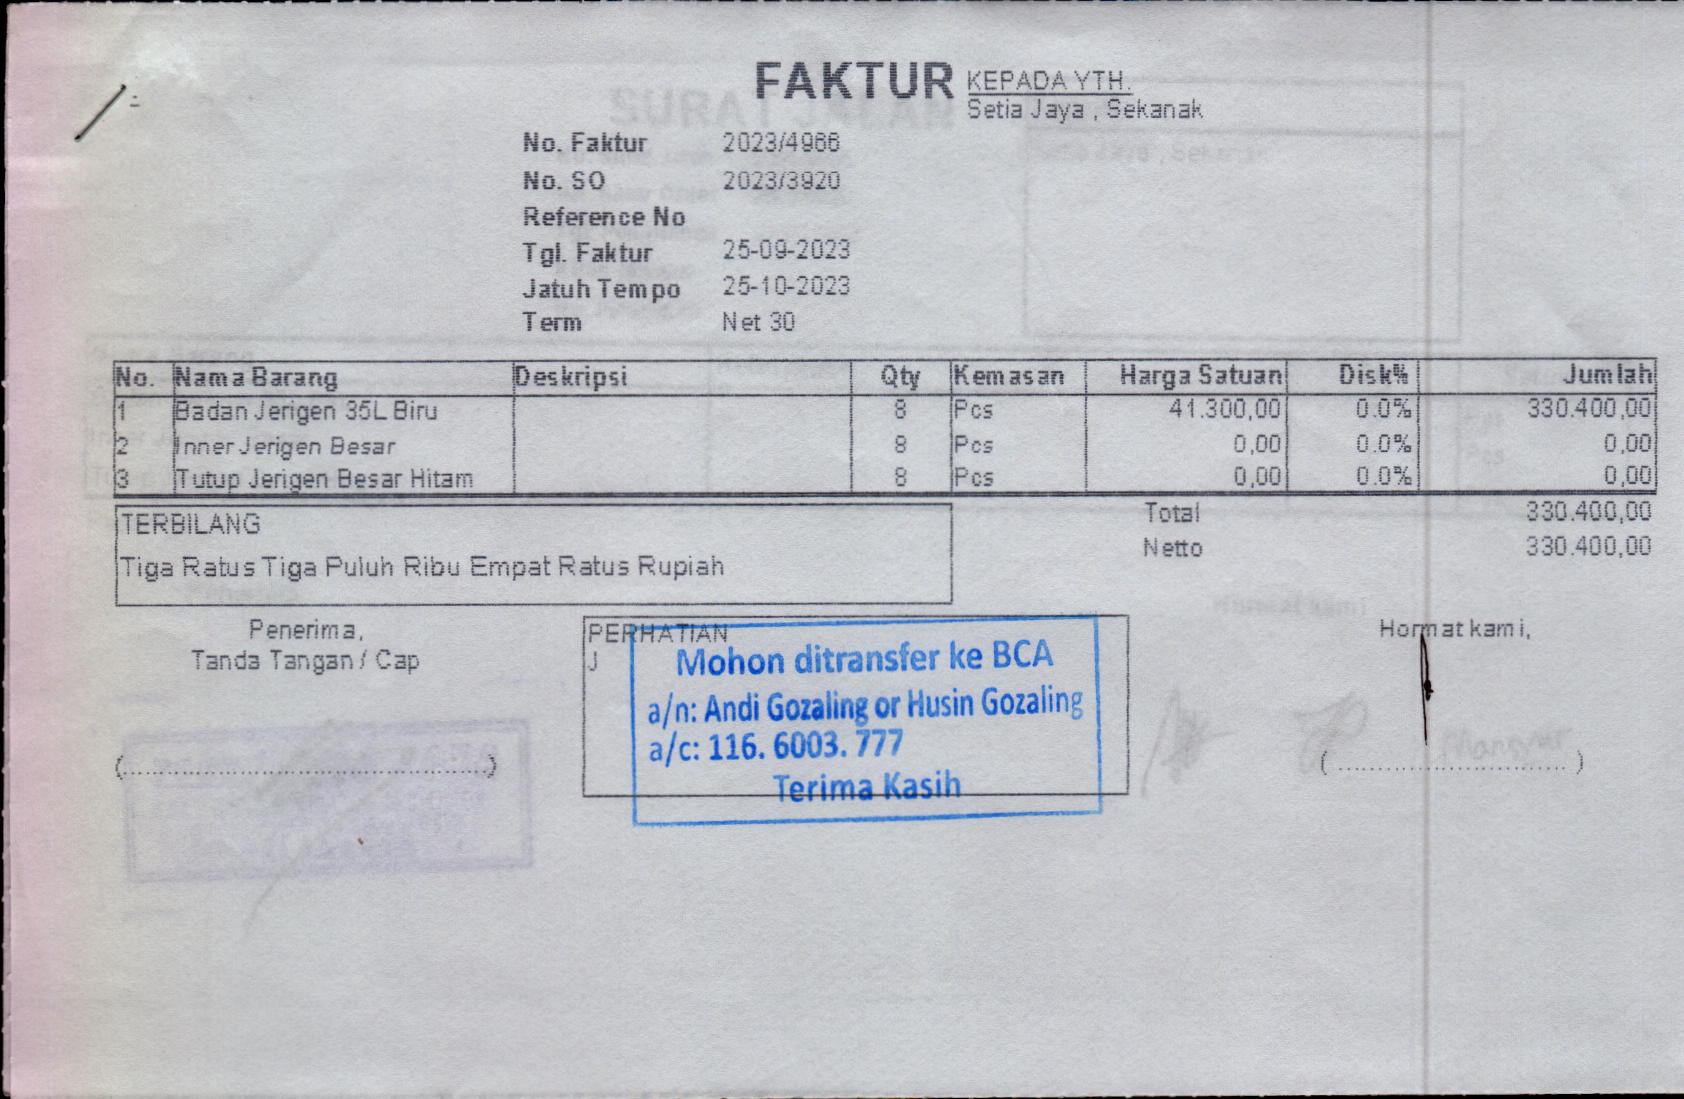 FAKTUR
KEPADA YTH.
Setia Jaya , Sekanak
No. Faktur 2023/4966
No. SO 2023/3920
Reference No
Tgl. Faktur 25-09-2023
Jatuh Tempo 25-10-2023
Term Net 30
No. Nama Barang Deskripsi Qty Kemasan Harga Satuan Disk% Jumlah
1 Badan Jerigen 35L Biru 8 Pcs 41.300,00 0.0% 330.400,00
2 Inner Jerigen Besar 8 Pcs 0,00 0.0% 0,00
3 Tutup Jerigen Besar Hitam 8 Pcs 0,00 0.0% 0,00
Total 330.400,00
Netto 330.400,00
TERBILANG
Tiga Ratus Tiga Puluh Ribu Empat Ratus Rupiah
Penerima,
Tanda Tangan / Cap
(..............................................)
PERHATIAN
J
Mohon ditransfer ke BCA
a/n: Andi Gozaling or Husin Gozaling
a/c: 116. 6003. 777
Terima Kasih
Hormat kami,
(..............................)
SURAT JALAN